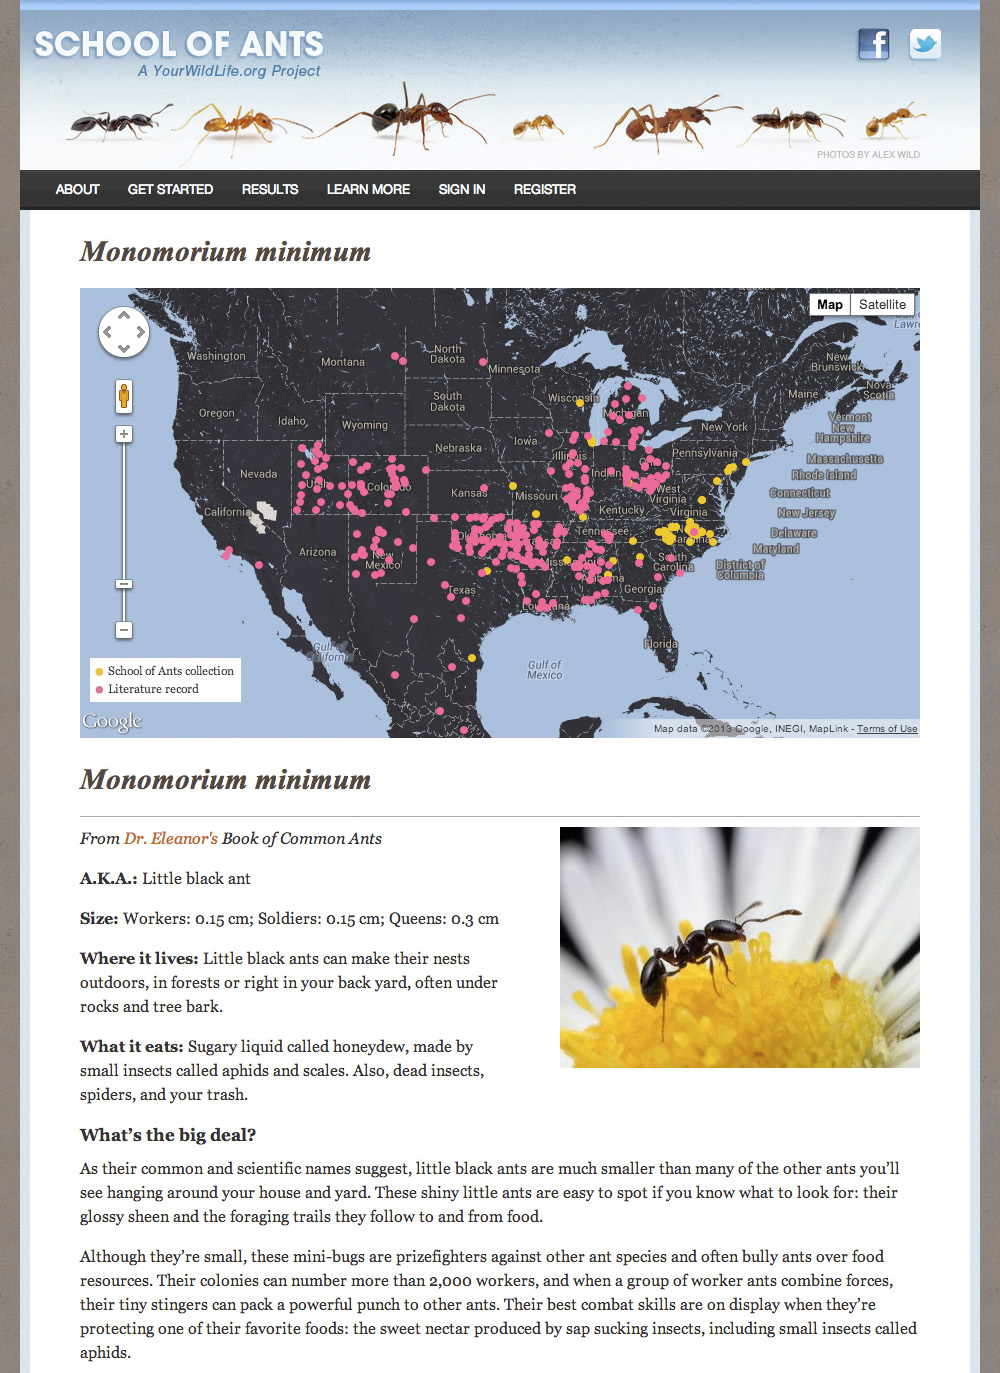 SCHOOL OF ANTS
A YourWildLife.org Project
PHOTOS BY ALEX WILD
ABOUT GET STARTED RESULTS LEARN MORE SIGN IN REGISTER
Monomorium minimum
Map Satellite
Washington
Montana
North
Dakota
Minnesota
New
Brunswick
Nova
Scotia
Maine
Oregon
Idaho
Wyoming
South
Dakota
Wisconsin
Michigan
New York
Vermont
New
Hampshire
Massachusetts
Rhode Island
Connecticut
New Jersey
Delaware
Maryland
District of
Columbia
Iowa
Nebraska
Illinois
Pennsylvania
Nevada
Utah
Colorado
Kansas
Missouri
West
Virginia
Virginia
California
Kentucky
Tennessee
Arizona
New
Mexico
Oklahoma
South
Carolina
Alabama
Georgia
Texas
Louisiana
Florida
Gulf of
California
Gulf of
Mexico
School of Ants collection
Literature record
Google
Map data ©2013 Google, INEGI, MapLink - Terms of Use
Monomorium minimum
From Dr. Eleanor's Book of Common Ants
A.K.A.: Little black ant
Size: Workers: 0.15 cm; Soldiers: 0.15 cm; Queens: 0.3 cm
Where it lives: Little black ants can make their nests
outdoors, in forests or right in your back yard, often under
rocks and tree bark.
What it eats: Sugary liquid called honeydew, made by
small insects called aphids and scales. Also, dead insects,
spiders, and your trash.
What's the big deal?
As their common and scientific names suggest, little black ants are much smaller than many of the other ants you'll
see hanging around your house and yard. These shiny little ants are easy to spot if you know what to look for: their
glossy sheen and the foraging trails they follow to and from food.
Although they're small, these mini-bugs are prizefighters against other ant species and often bully ants over food
resources. Their colonies can number more than 2,000 workers, and when a group of worker ants combine forces,
their tiny stingers can pack a powerful punch to other ants. Their best combat skills are on display when they're
protecting one of their favorite foods: the sweet nectar produced by sap sucking insects, including small insects called
aphids.